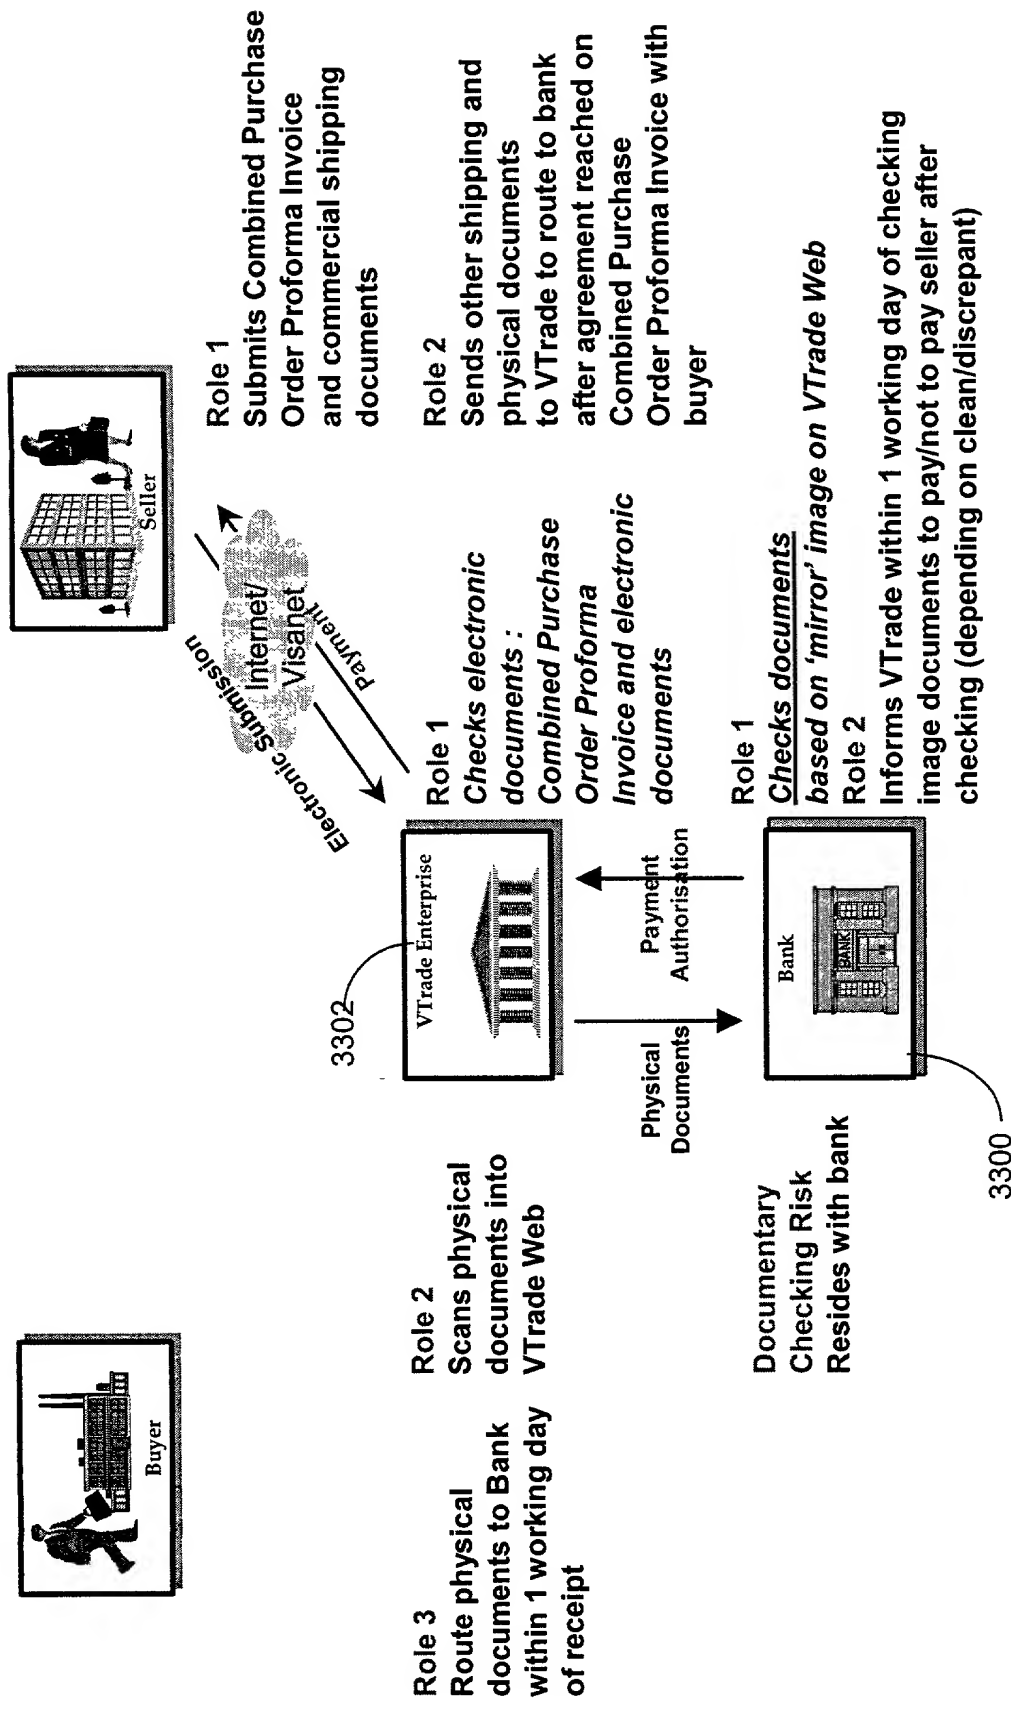 Buyer
Seller
Role 1
Submits Combined Purchase
Order Proforma Invoice
and commercial shipping
documents
Electronic Submission
Internet/
Visanet
Payment
Role 2
Sends other shipping and
physical documents
to VTrade to route to bank
after agreement reached on
Combined Purchase
Order Proforma Invoice with
buyer
3302
VTrade Enterprise
Role 1
Checks electronic
documents :
Combined Purchase
Order Proforma
Invoice and electronic
documents
Role 2
Scans physical
documents into
VTrade Web
Role 3
Route physical
documents to Bank
within 1 working day
of receipt
Physical
Documents
Payment
Authorisation
Documentary
Checking Risk
Resides with bank
Bank
BANK
3300
Role 1
Checks documents
based on ‘mirror’ image on VTrade Web
Role 2
Informs VTrade within 1 working day of checking
image documents to pay/not to pay seller after
checking (depending on clean/discrepant)